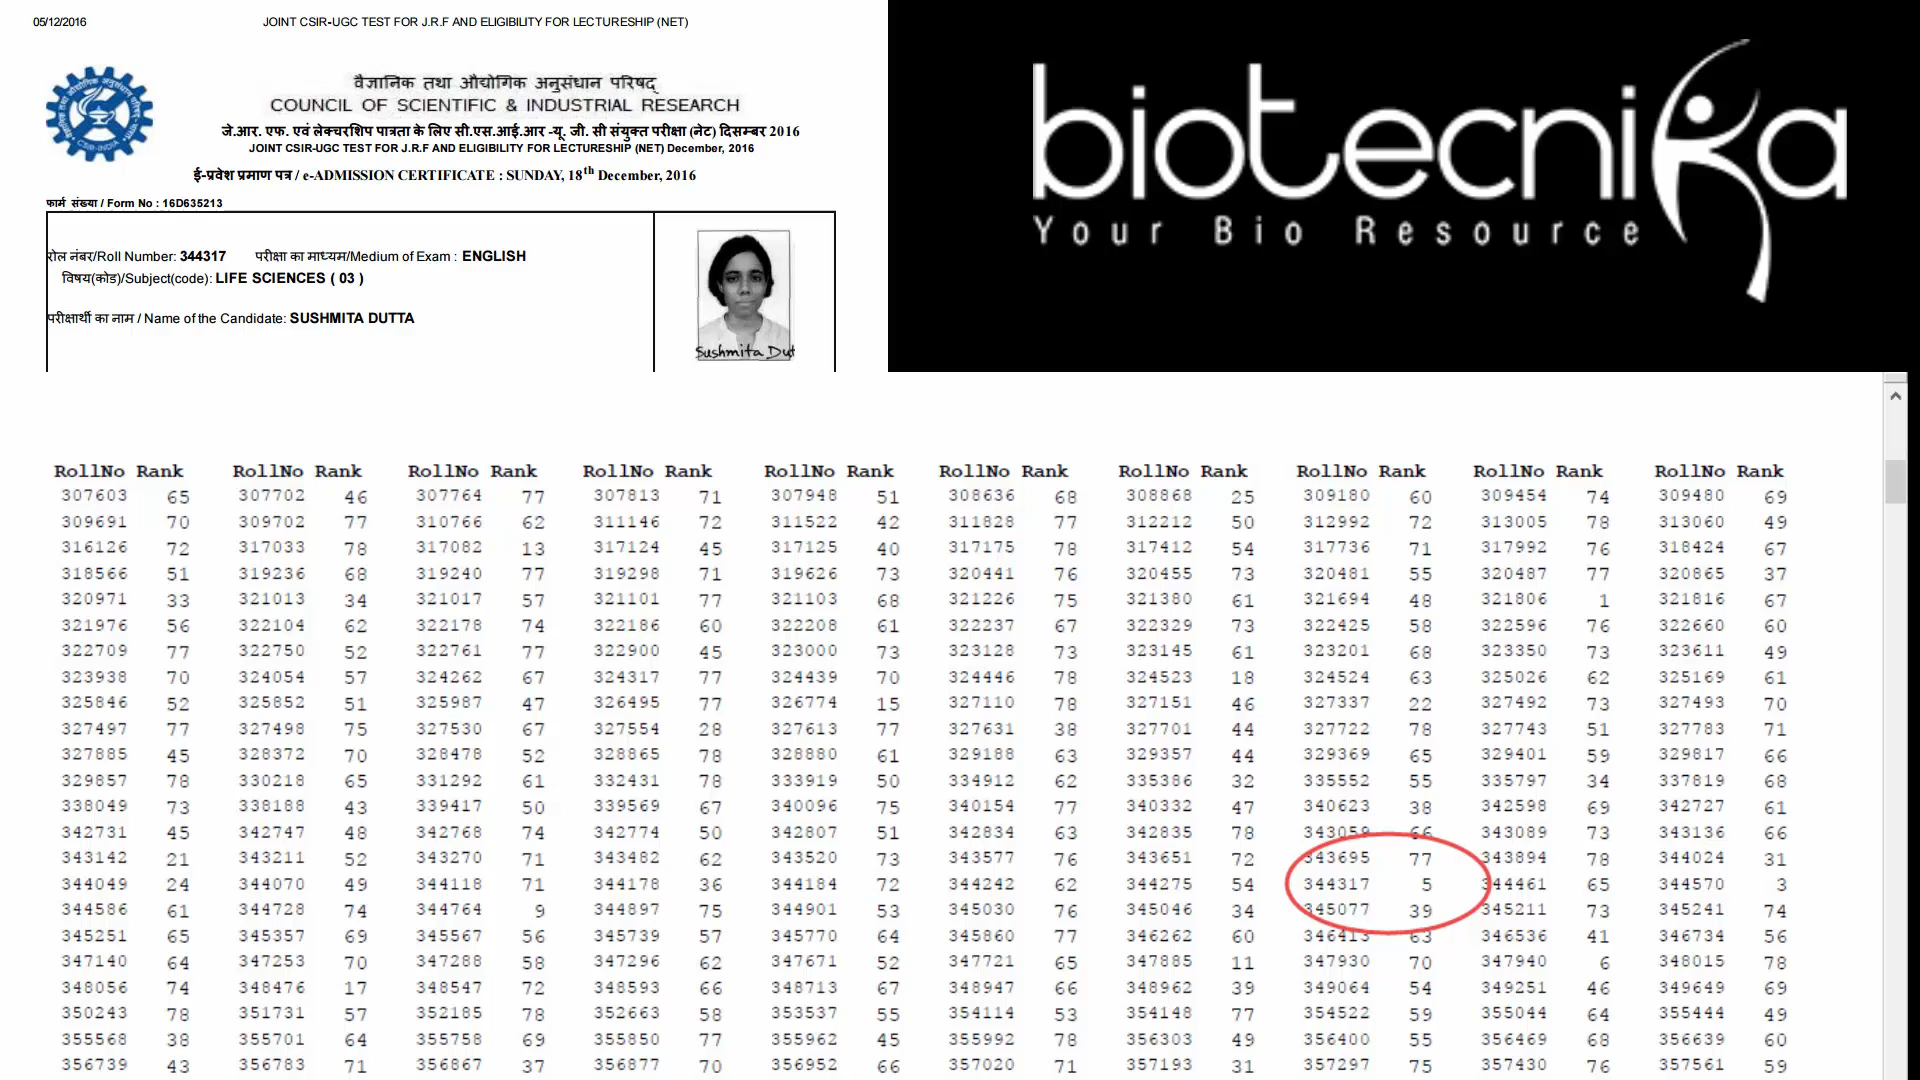 05/12/2016 JOINT CSIR-UGC TEST FOR J.R.F AND ELIGIBILITY FOR LECTURESHIP (NET)
वैज्ञानिक तथा औद्योगिक अनुसंधान परिषद्
COUNCIL OF SCIENTIFIC & INDUSTRIAL RESEARCH
जे.आर. एफ. एवं लेक्चरशिप पात्रता के लिए सी.एस.आई.आर -यू. जी. सी संयुक्त परीक्षा (नेट) दिसम्बर 2016
JOINT CSIR-UGC TEST FOR J.R.F AND ELIGIBILITY FOR LECTURESHIP (NET) December, 2016
ई-प्रवेश प्रमाण पत्र / e-ADMISSION CERTIFICATE : SUNDAY, 18th December, 2016
फार्म संख्या / Form No : 16D635213
रोल नंबर/Roll Number: 344317 परीक्षा का माध्यम/Medium of Exam : ENGLISH
विषय(कोड)/Subject(code): LIFE SCIENCES ( 03 )
परीक्षार्थी का नाम / Name of the Candidate: SUSHMITA DUTTA
Sushmita Dut
biotecnika
Your Bio Resource
RollNo Rank RollNo Rank RollNo Rank RollNo Rank RollNo Rank RollNo Rank RollNo Rank RollNo Rank RollNo Rank RollNo Rank
307603 65 307702 46 307764 77 307813 71 307948 51 308636 68 308868 25 309180 60 309454 74 309480 69
309691 70 309702 77 310766 62 311146 72 311522 42 311828 77 312212 50 312992 72 313005 78 313060 49
316126 72 317033 78 317082 13 317124 45 317125 40 317175 78 317412 54 317736 71 317992 76 318424 67
318566 51 319236 68 319240 77 319298 71 319626 73 320441 76 320455 73 320481 55 320487 77 320865 37
320971 33 321013 34 321017 57 321101 77 321103 68 321226 75 321380 61 321694 48 321806 1 321816 67
321976 56 322104 62 322178 74 322186 60 322208 61 322237 67 322329 73 322425 58 322596 76 322660 60
322709 77 322750 52 322761 77 322900 45 323000 73 323128 73 323145 61 323201 68 323350 73 323611 49
323938 70 324054 57 324262 67 324317 77 324439 70 324446 78 324523 18 324524 63 325026 62 325169 61
325846 52 325852 51 325987 47 326495 77 326774 15 327110 78 327151 46 327337 22 327492 73 327493 70
327497 77 327498 75 327530 67 327554 28 327613 77 327631 38 327701 44 327722 78 327743 51 327783 71
327885 45 328372 70 328478 52 328865 78 328880 61 329188 63 329357 44 329369 65 329401 59 329817 66
329857 78 330218 65 331292 61 332431 78 333919 50 334912 62 335386 32 335552 55 335797 34 337819 68
338049 73 338188 43 339417 50 339569 67 340096 75 340154 77 340332 47 340623 38 342598 69 342727 61
342731 45 342747 48 342768 74 342774 50 342807 51 342834 63 342835 78 343059 66 343089 73 343136 66
343142 21 343211 52 343270 71 343482 62 343520 73 343577 76 343651 72 343695 77 343894 78 344024 31
344049 24 344070 49 344118 71 344178 36 344184 72 344242 62 344275 54 344317 5 344461 65 344570 3
344586 61 344728 74 344764 9 344897 75 344901 53 345030 76 345046 34 345077 39 345211 73 345241 74
345251 65 345357 69 345567 56 345739 57 345770 64 345860 77 346262 60 346413 63 346536 41 346734 56
347140 64 347253 70 347288 58 347296 62 347671 52 347721 65 347885 11 347930 70 347940 6 348015 78
348056 74 348476 17 348547 72 348593 66 348713 67 348947 66 348962 39 349064 54 349251 46 349649 69
350243 78 351731 57 352185 78 352663 58 353537 55 354114 53 354148 77 354522 59 355044 64 355444 49
355568 38 355701 64 355758 69 355850 77 355962 45 355992 78 356303 49 356400 55 356469 68 356639 60
356739 43 356783 71 356867 37 356877 70 356952 66 357020 71 357193 31 357297 75 357430 76 357561 59